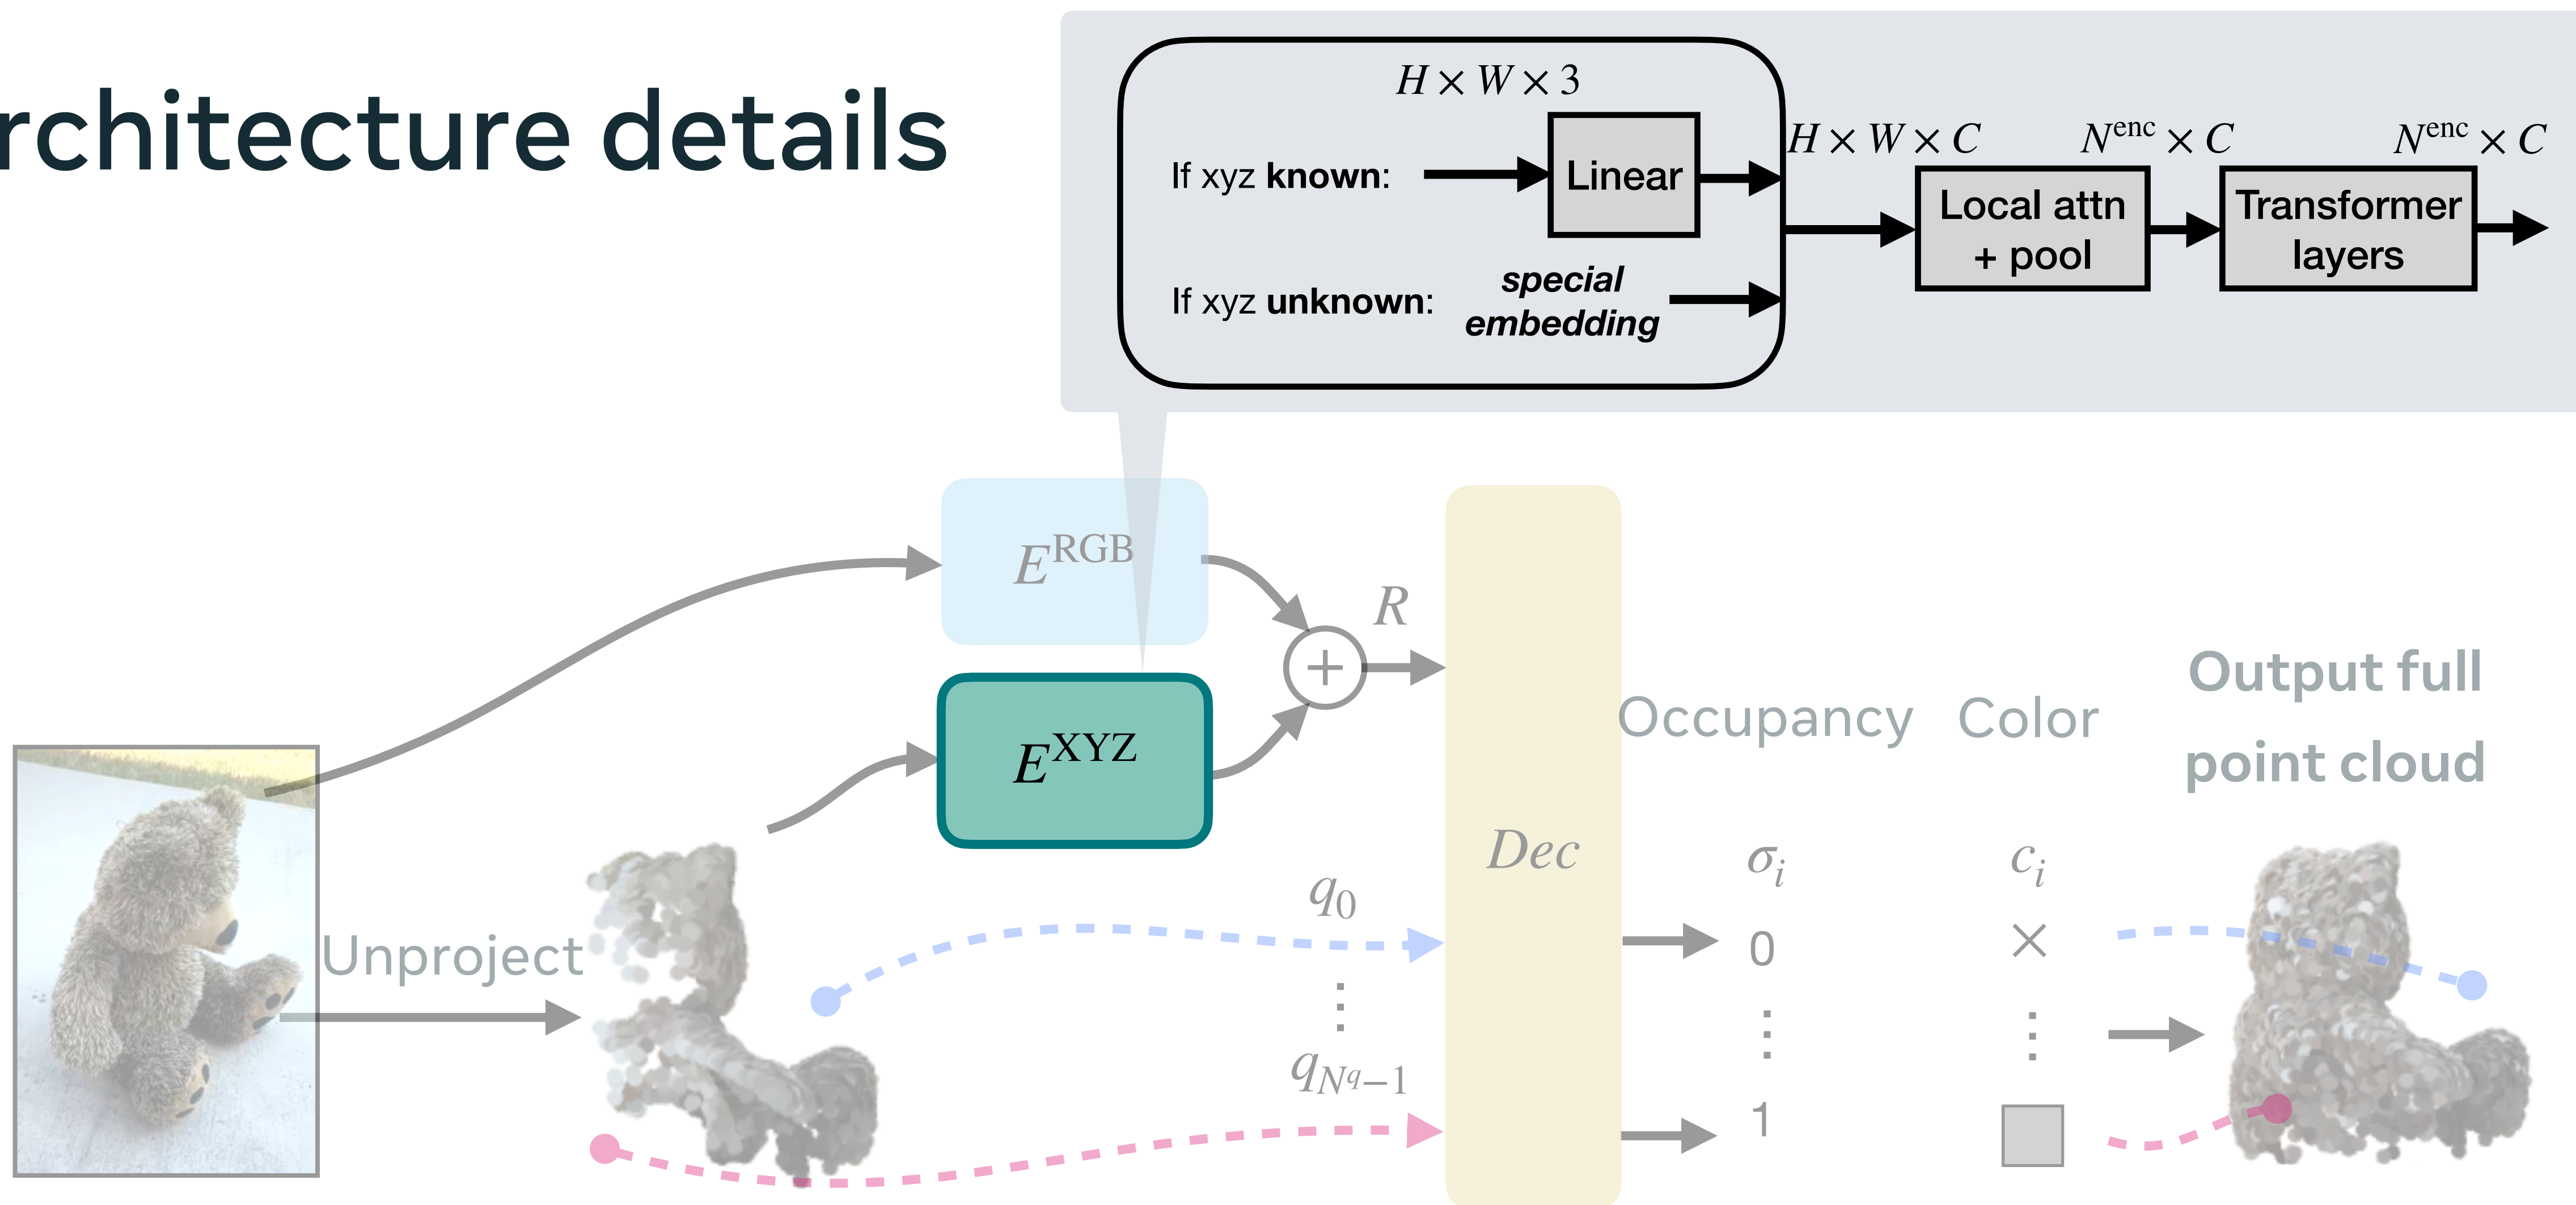 rchitecture details
H × W × 3
If xyz known:
Linear
If xyz unknown:
special
embedding
H × W × C
Local attn
+ pool
N^enc × C
Transformer
layers
N^enc × C
E^RGB
E^XYZ
+
R
Dec
Unproject
q_0
⋮
q_{N^q−1}
Occupancy
σ_i
0
⋮
1
Color
c_i
×
⋮
Output full
point cloud